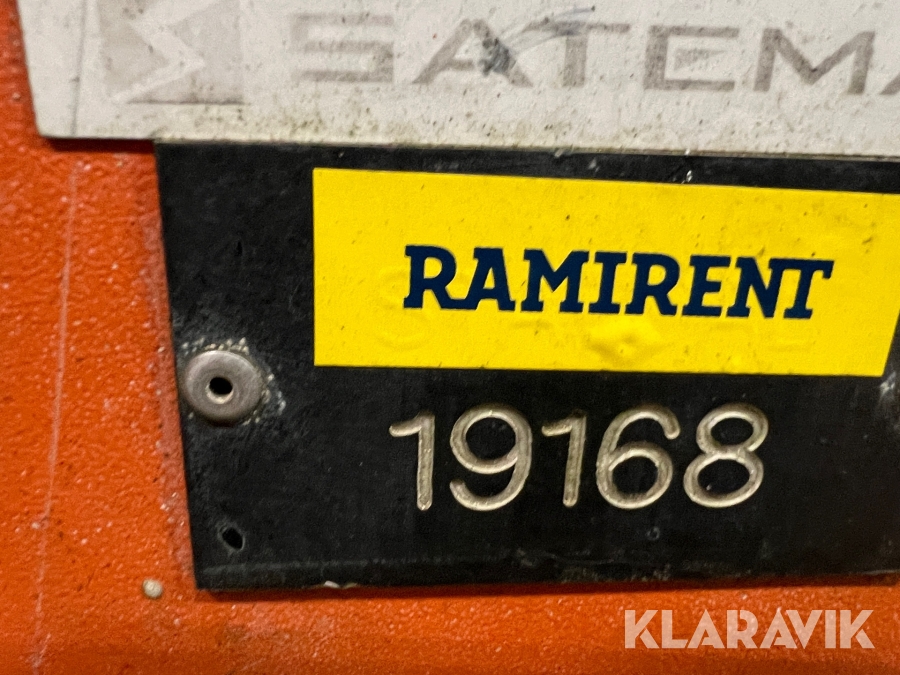 SATEMA
RAMIRENT
19168
KLARAVIK